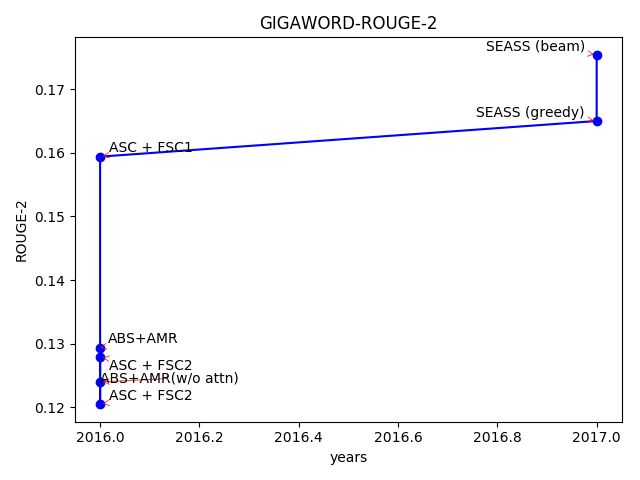 GIGAWORD-ROUGE-2
SEASS (beam)
SEASS (greedy)
ASC + FSC1
ABS+AMR
ASC + FSC2
ABS+AMR(w/o attn)
ASC + FSC2
ROUGE-2
0.17
0.16
0.15
0.14
0.13
0.12
2016.0 2016.2 2016.4 2016.6 2016.8 2017.0
years